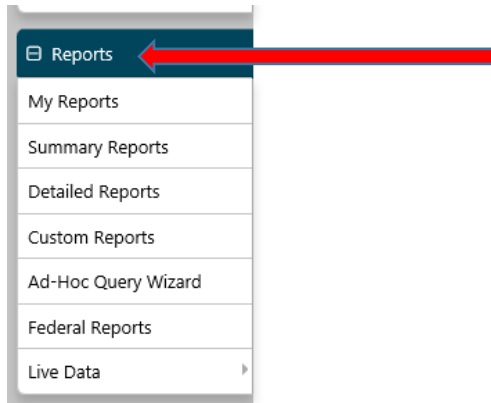 Reports
My Reports
Summary Reports
Detailed Reports
Custom Reports
Ad-Hoc Query Wizard
Federal Reports
Live Data